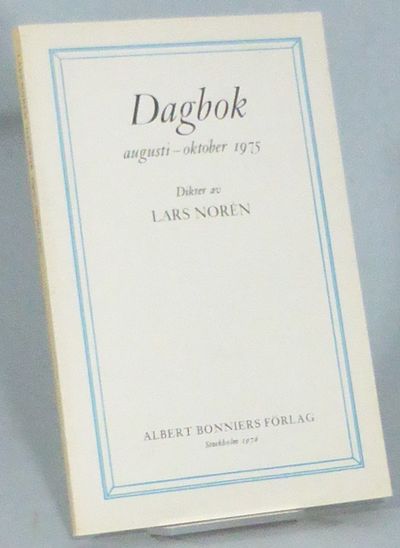 Dagbok
augusti – oktober 1975
Dikter av
LARS NORÉN
ALBERT BONNIERS FÖRLAG
Stockholm 1976